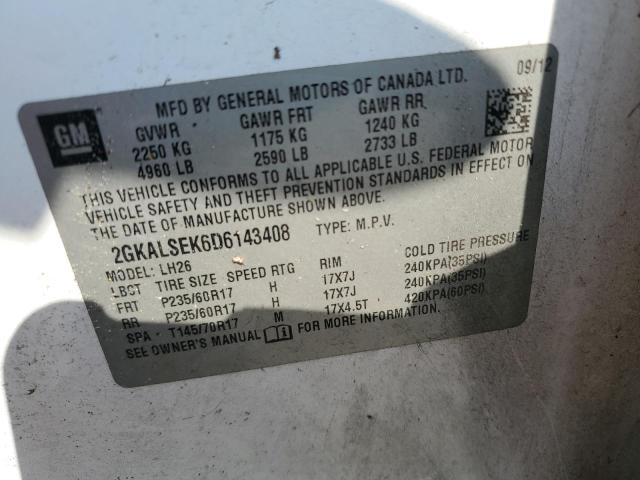 09/12
MFD BY GENERAL MOTORS OF CANADA LTD.
GM
GVWR GAWR FRT GAWR RR
2250 KG 1175 KG 1240 KG
4960 LB 2590 LB 2733 LB
THIS VEHICLE CONFORMS TO ALL APPLICABLE U.S. FEDERAL MOTOR
VEHICLE SAFETY AND THEFT PREVENTION STANDARDS IN EFFECT ON
THE DATE OF MANUFACTURE SHOWN ABOVE.
2GKALSEK6D6143408 TYPE: M.P.V.
MODEL: LH26
LBCT TIRE SIZE SPEED RTG RIM COLD TIRE PRESSURE
FRT P235/60R17 H 17X7J 240KPA(35PSI)
RR P235/60R17 H 17X7J 240KPA(35PSI)
SPA T145/70R17 M 17X4.5T 420KPA(60PSI)
SEE OWNER'S MANUAL FOR MORE INFORMATION.